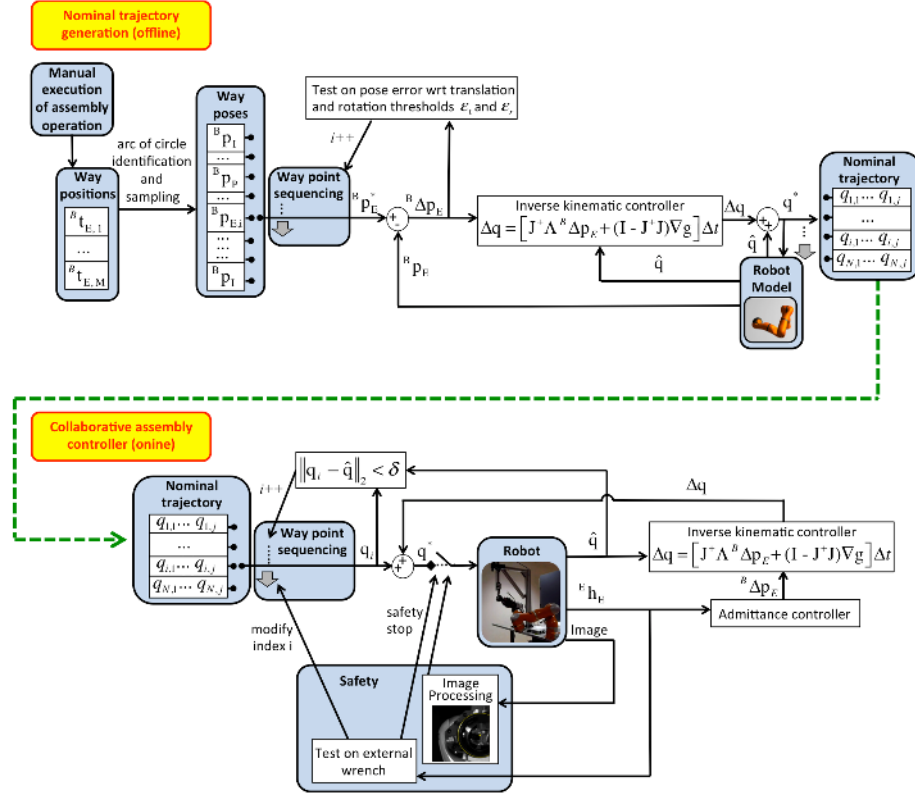 Nominal trajectory
generation (offline)
Manual
execution
of assembly
operation
Way
positions
ᴮt_E,1
...
ᴮt_E,M
arc of circle
identification
and
sampling
Way
poses
ᴮp_I
...
ᴮp_P
...
ᴮp_E,i
...
...
...
ᴮp_I
Test on pose error wrt translation
and rotation thresholds ε_t and ε_r
i++
Way point
sequencing
ᴮp*_E
+
-
ᴮΔp_E
ᴮp_E
Inverse kinematic controller
Δq = [J⁺Λ ᴮΔp_E + (I - J⁺J)∇g]Δt
Δq
q̂
+
+
q̂
q*
Robot
Model
Nominal
trajectory
q_1,1... q_1,j
...
q_i,1... q_i,j
q_N,1... q_N,j
Collaborative assembly
controller (onine)
Nominal
trajectory
q_1,1... q_1,j
...
q_i,1... q_i,j
q_N,1... q_N,j
i++
‖q_i - q̂‖₂ < δ
Way point
sequencing
q_i
+
+
q*
Robot
q̂
Δq
Inverse kinematic controller
Δq = [J⁺Λ ᴮΔp_E + (I - J⁺J)∇g]Δt
ᴮΔp_E
ᴱh_E
Admittance controller
Image
modify
index i
safety
stop
Safety
Image
Processing
Test on external
wrench